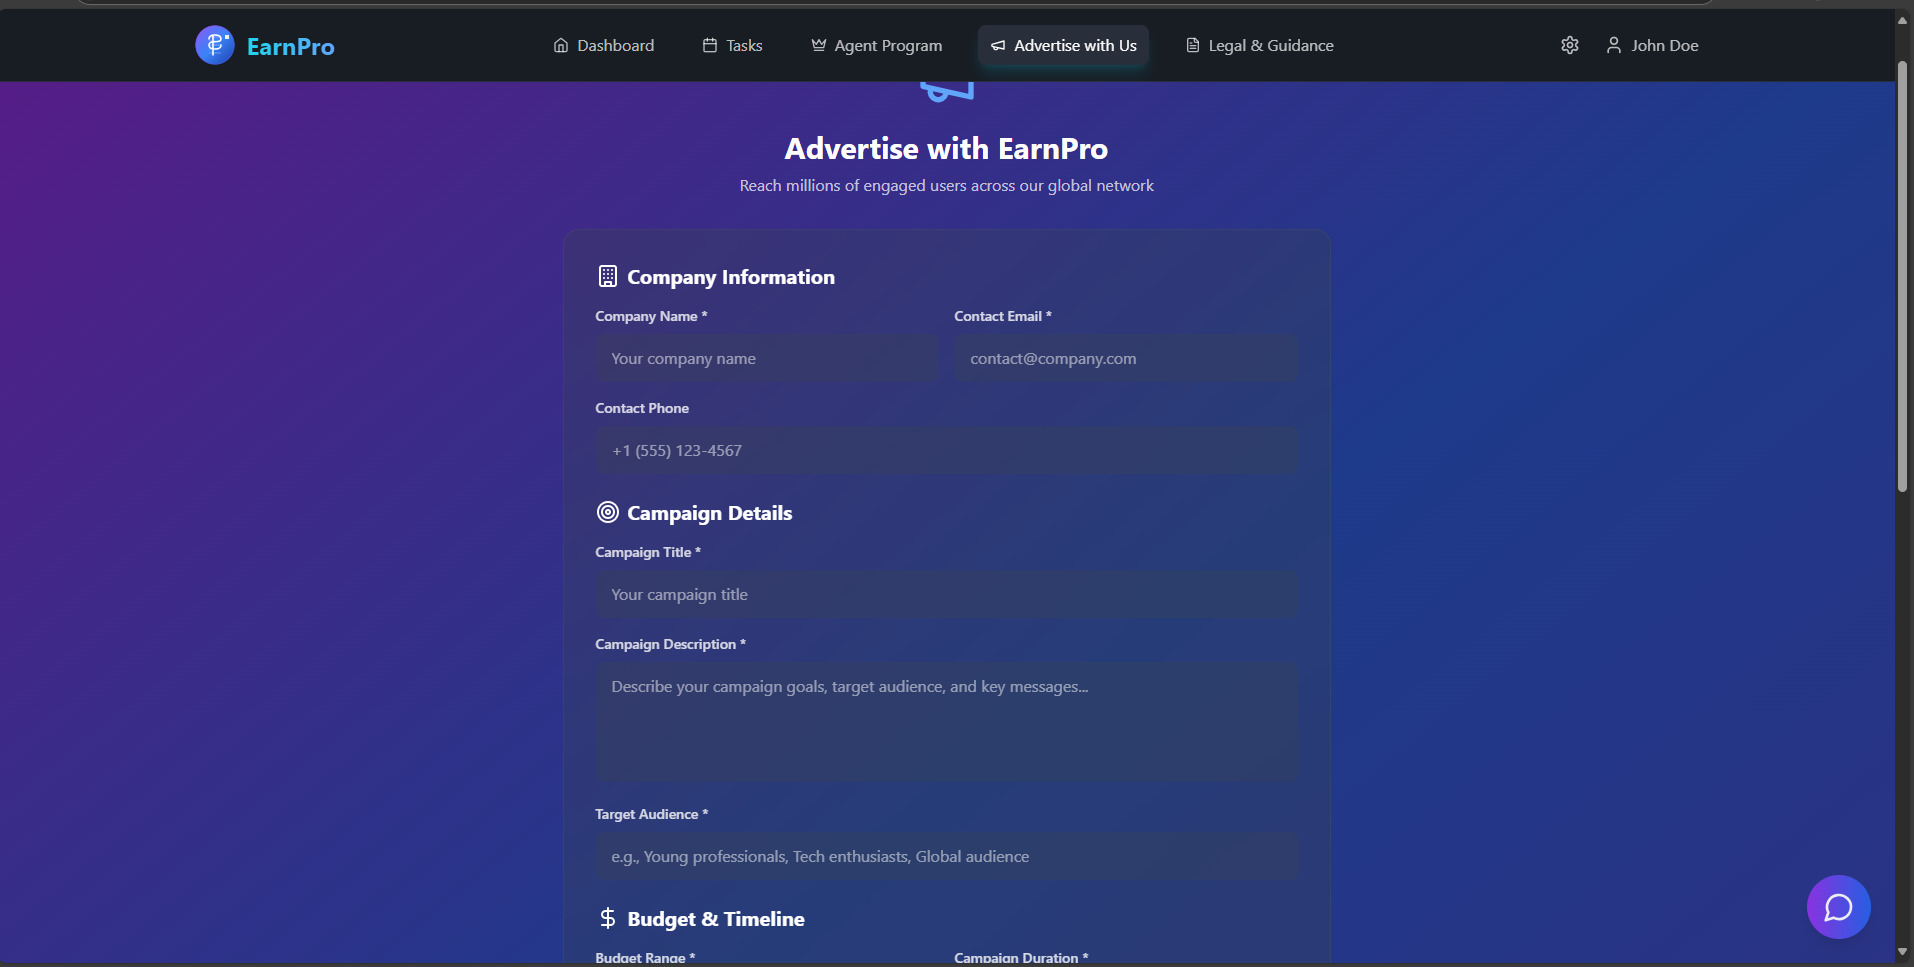 EarnPro
Dashboard
Tasks
Agent Program
Advertise with Us
Legal & Guidance
John Doe
Advertise with EarnPro
Reach millions of engaged users across our global network
Company Information
Company Name *
Contact Email *
Your company name
contact@company.com
Contact Phone
+1 (555) 123-4567
Campaign Details
Campaign Title *
Your campaign title
Campaign Description *
Describe your campaign goals, target audience, and key messages...
Target Audience *
e.g., Young professionals, Tech enthusiasts, Global audience
Budget & Timeline
Budget Range *
Campaign Duration *